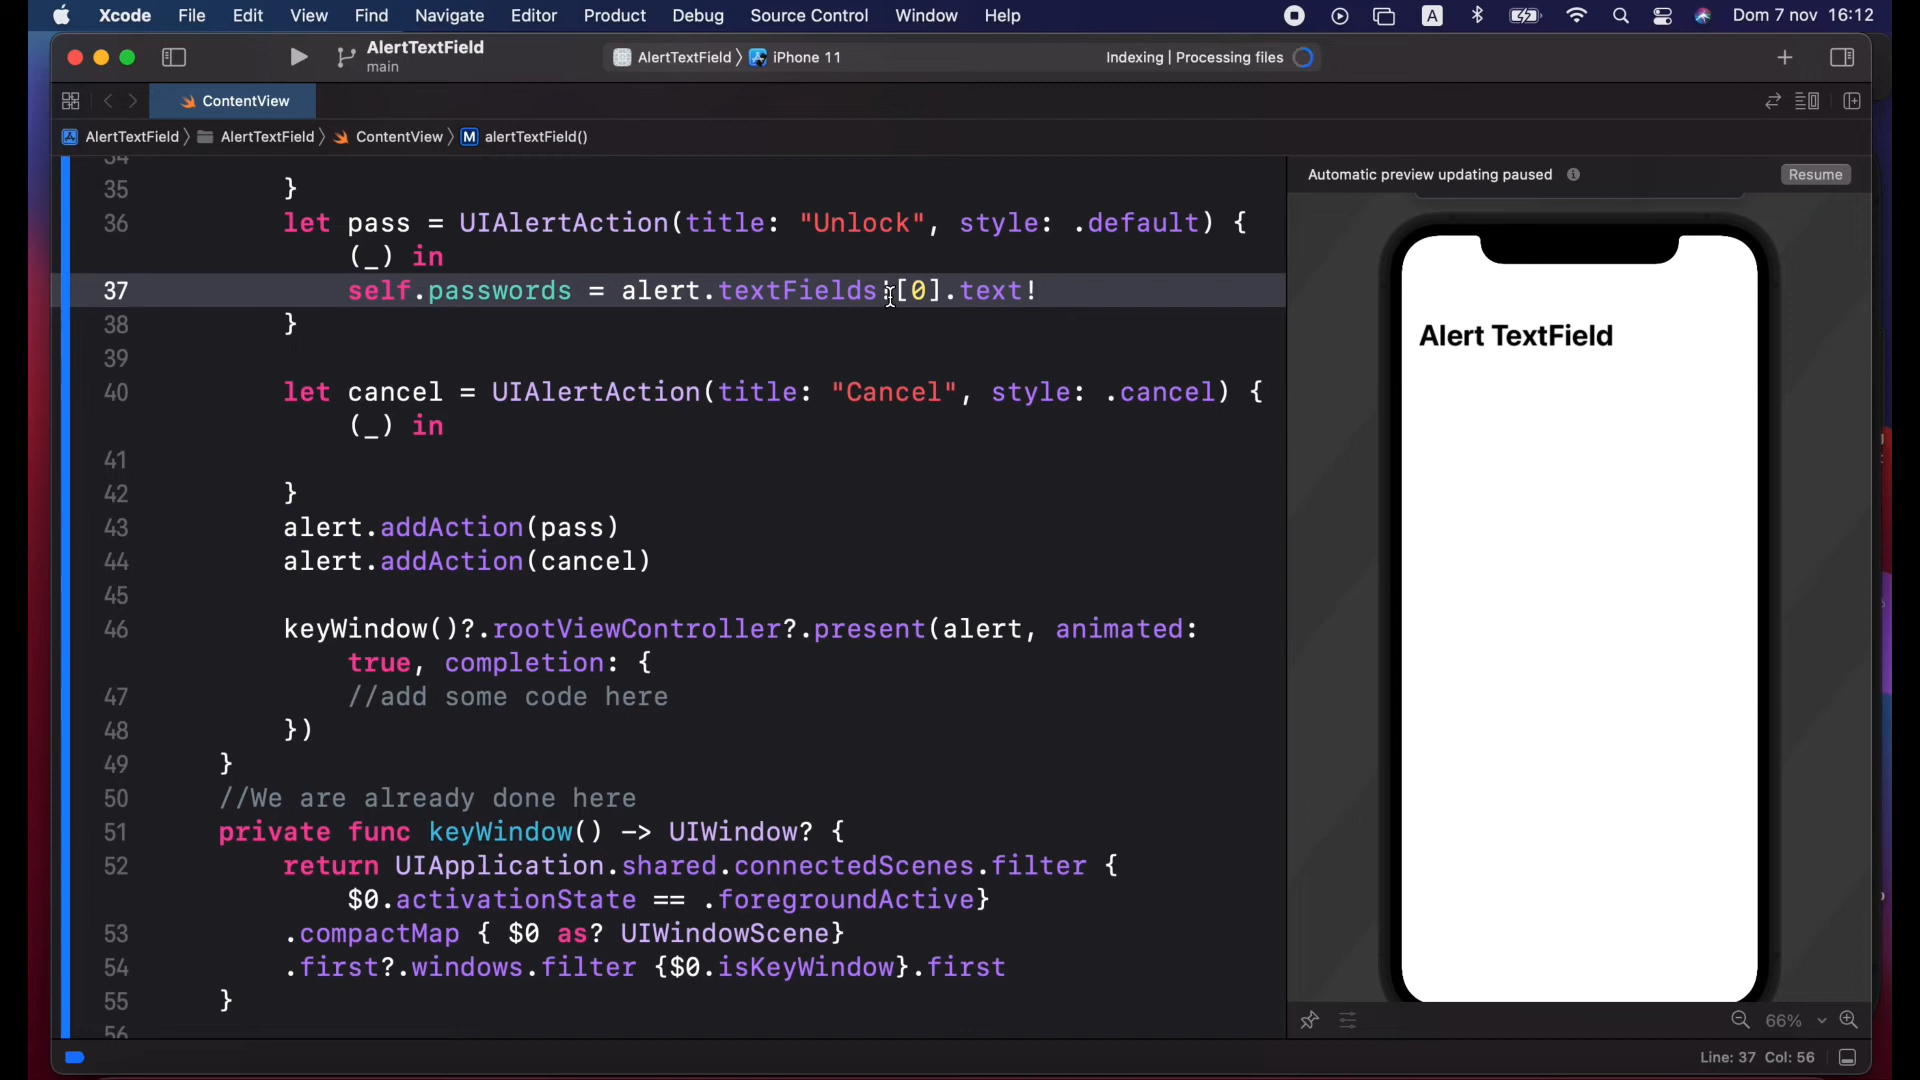 Xcode File Edit View Find Navigate Editor Product Debug Source Control Window Help A Dom 7 nov 16:12
AlertTextField
main
AlertTextField 〉 iPhone 11
Indexing | Processing files
ContentView
AlertTextField 〉 AlertTextField 〉 ContentView 〉 M alertTextField()
Automatic preview updating paused
Resume
34
35 }
36 let pass = UIAlertAction(title: "Unlock", style: .default) {
(_) in
37 self.passwords = alert.textFields![0].text!
38 }
39
40 let cancel = UIAlertAction(title: "Cancel", style: .cancel) {
(_) in
41
42 }
43 alert.addAction(pass)
44 alert.addAction(cancel)
45
46 keyWindow()?.rootViewController?.present(alert, animated:
true, completion: {
47 //add some code here
48 })
49 }
50 //We are already done here
51 private func keyWindow() -> UIWindow? {
52 return UIApplication.shared.connectedScenes.filter {
$0.activationState == .foregroundActive}
53 .compactMap { $0 as? UIWindowScene}
54 .first?.windows.filter {$0.isKeyWindow}.first
55 }
56
Alert TextField
66%
Line: 37 Col: 56